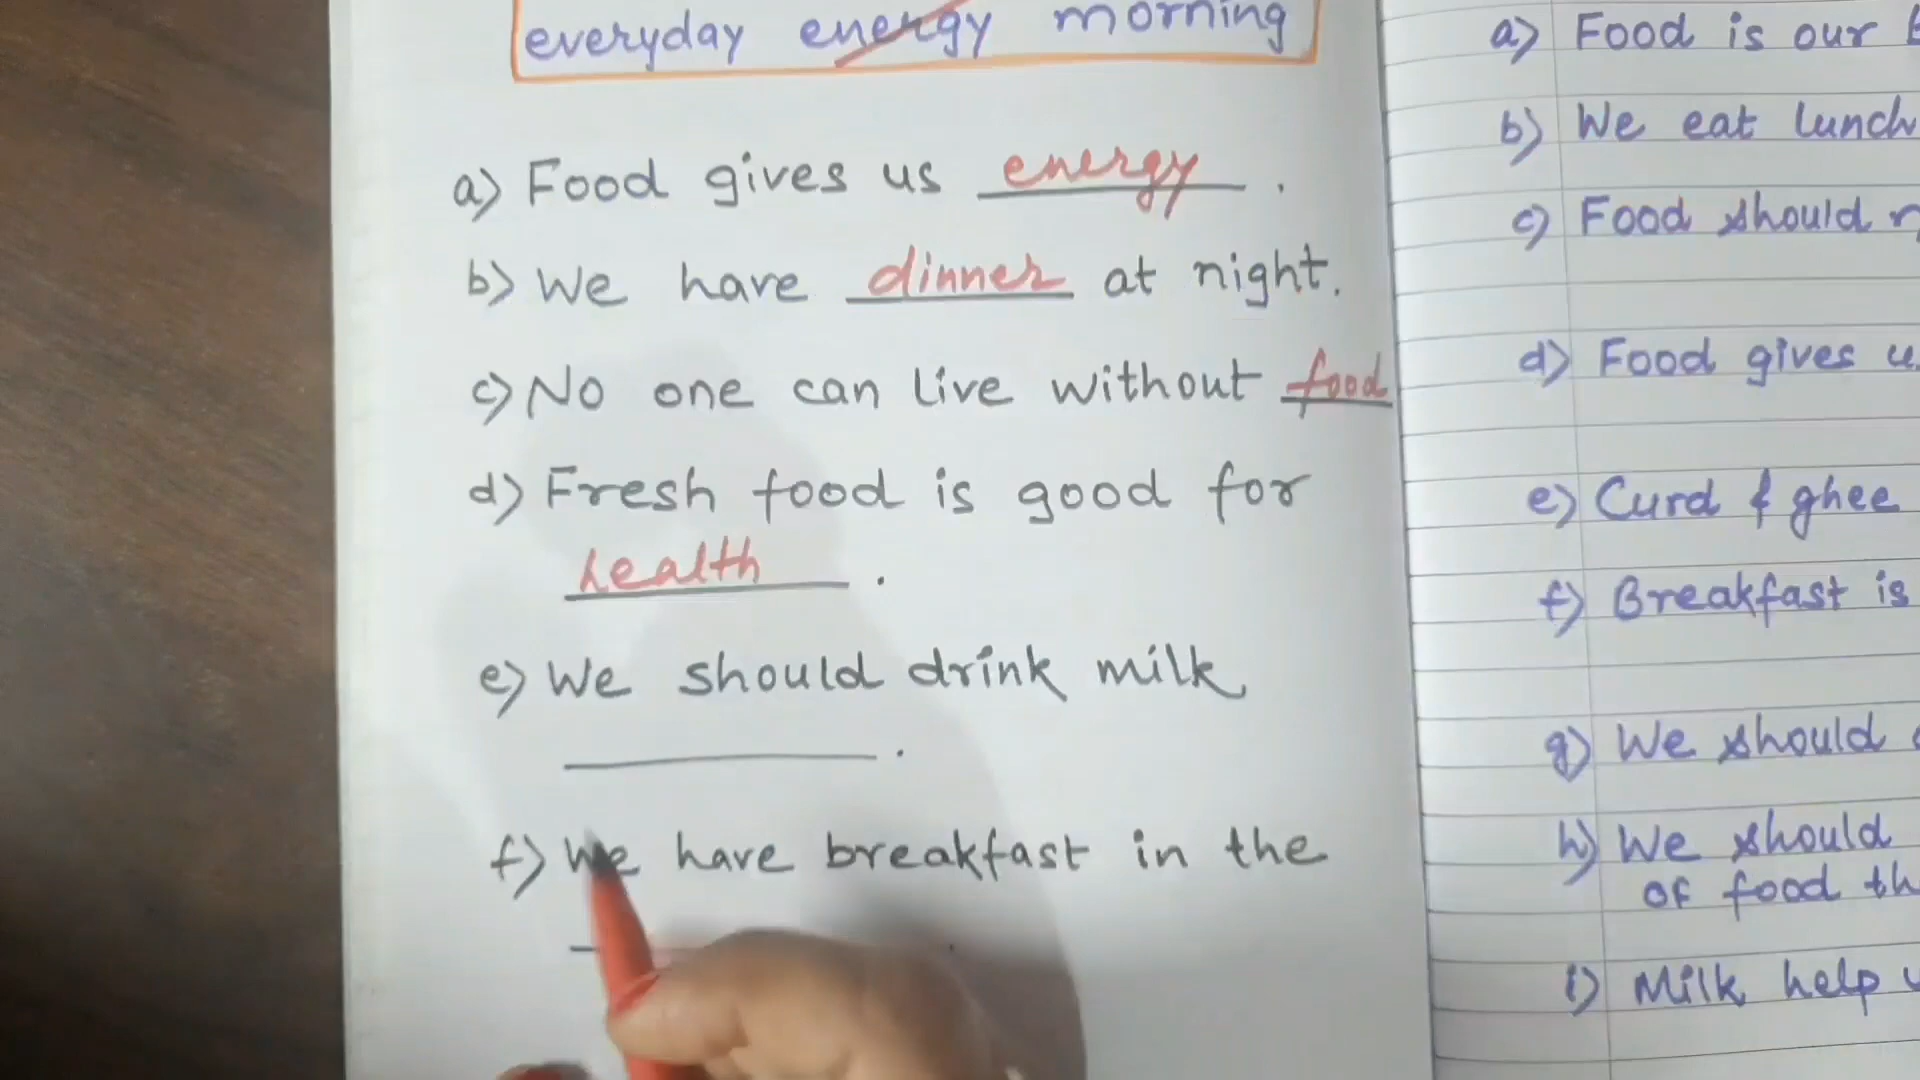 everyday energy morning
a) Food gives us energy.
b) We have dinner at night.
c) No one can live without food
d) Fresh food is good for
health.
e) We should drink milk
.
f) We have breakfast in the
a) Food is our
b) We eat lunch
c) Food should
d) Food gives
e) Curd & ghee
f) Breakfast is
g) We should
h) We should
of food
i) Milk help